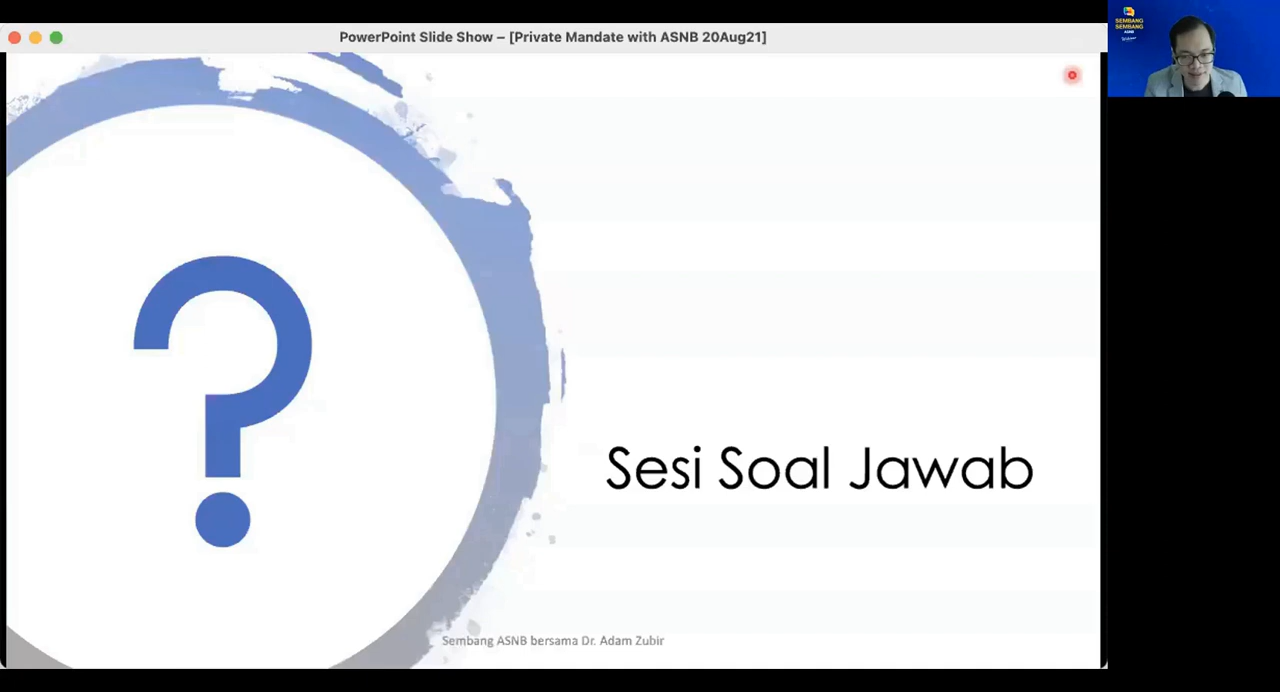 PowerPoint Slide Show – [Private Mandate with ASNB 20Aug21]
SEMBANG
SEMBANG
ASNB
Webinar
?
Sesi Soal Jawab
Sembang ASNB bersama Dr. Adam Zubir